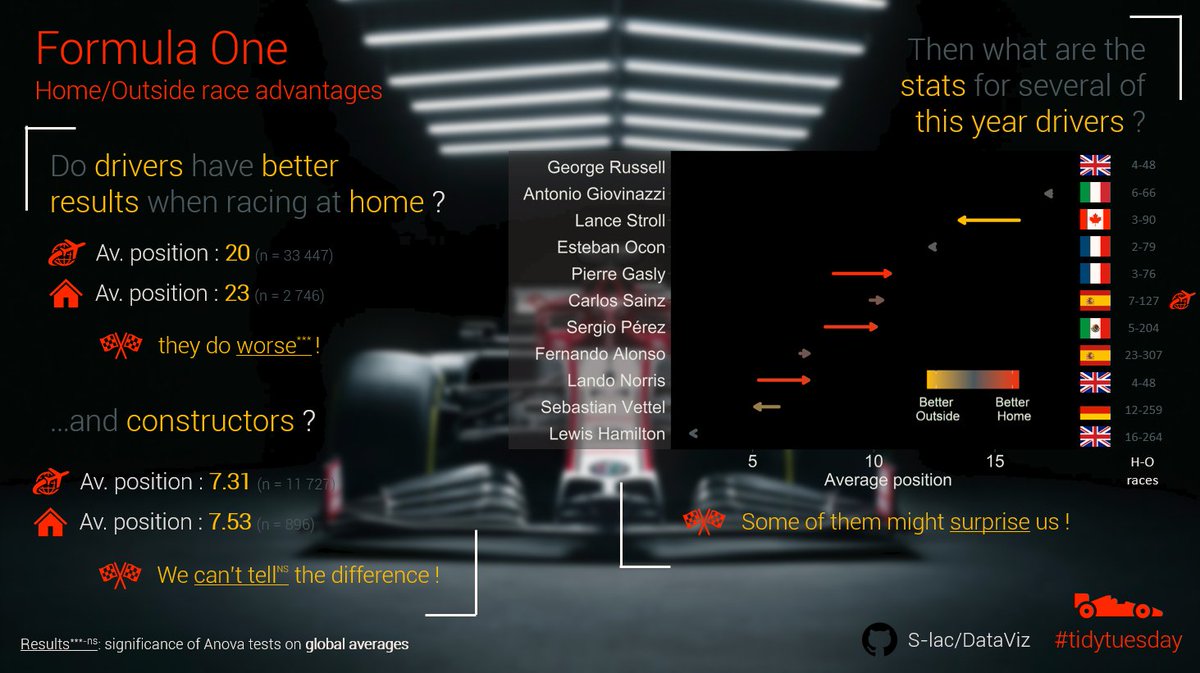 Formula One
Home/Outside race advantages
Do drivers have better
results when racing at home ?
Av. position : 20 (n = 33 447)
Av. position : 23 (n = 2 746)
they do worse*** !
...and constructors ?
Av. position : 7.31 (n = 11 727)
Av. position : 7.53 (n = 896)
We can't tell NS the difference !
Results***-ns: significance of Anova tests on global averages
Then what are the
stats for several of
this year drivers ?
George Russell 4-48
Antonio Giovinazzi 6-66
Lance Stroll 3-90
Esteban Ocon 2-79
Pierre Gasly 3-76
Carlos Sainz 7-127
Sergio Pérez 5-204
Fernando Alonso 23-307
Lando Norris 4-48
Sebastian Vettel 12-259
Lewis Hamilton 16-264
Better Outside
Better Home
5 10 15
Average position
H-O
races
Some of them might surprise us !
S-lac/DataViz
#tidytuesday